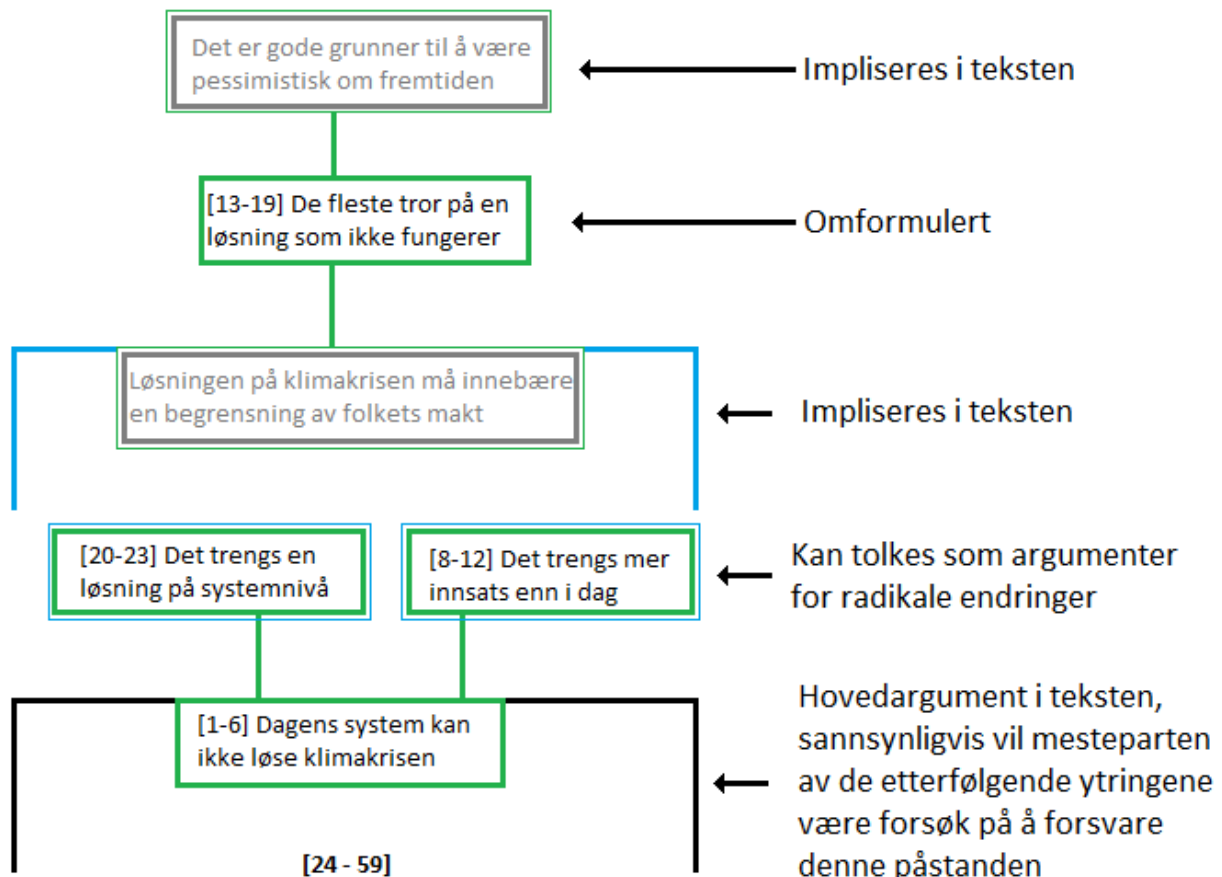 Det er gode grunner til å være
pessimistisk om fremtiden
Impliseres i teksten
[13-19] De fleste tror på en
løsning som ikke fungerer
Omformulert
Løsningen på klimakrisen må innebære
en begrensning av folkets makt
Impliseres i teksten
[20-23] Det trengs en
løsning på systemnivå
[8-12] Det trengs mer
innsats enn i dag
Kan tolkes som argumenter
for radikale endringer
[1-6] Dagens system kan
ikke løse klimakrisen
Hovedargument i teksten,
sannsynligvis vil mesteparten
av de etterfølgende ytringene
være forsøk på å forsvare
denne påstanden
[24 - 59]